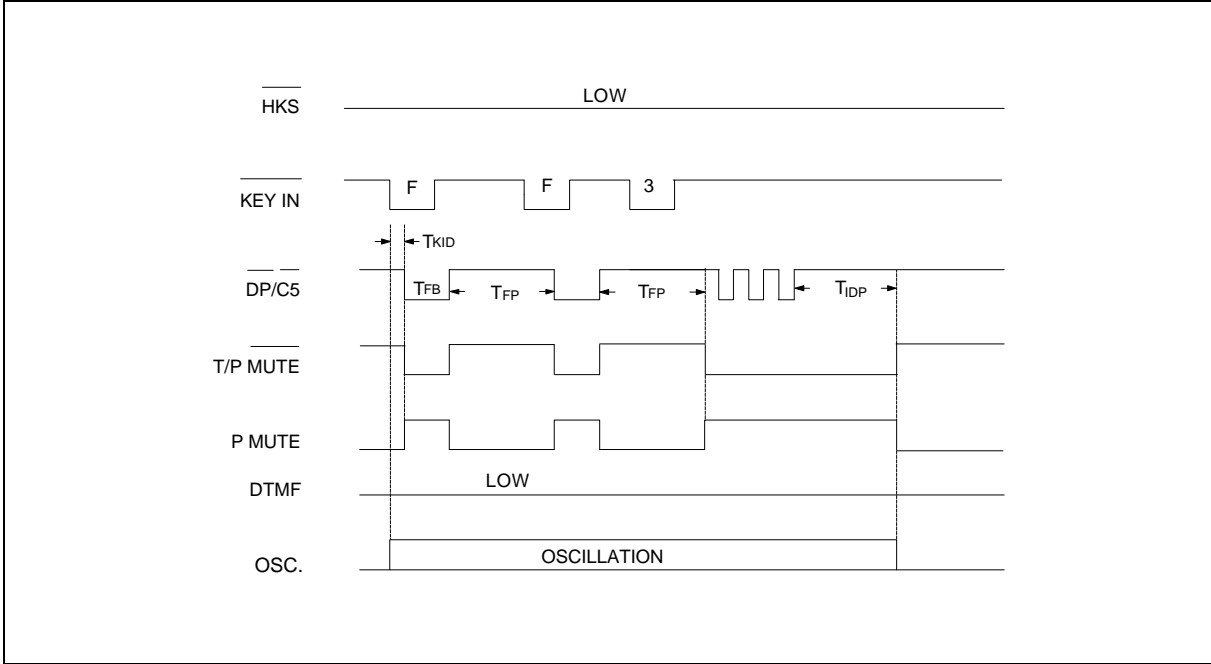 HKS
LOW
KEY IN
F
F
3
TKID
DP/C5
TFB
TFP
TFP
TIDP
T/P MUTE
P MUTE
DTMF
LOW
OSC.
OSCILLATION